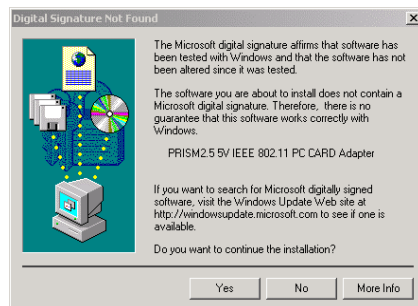 Digital Signature Not Found
The Microsoft digital signature affirms that software has
been tested with Windows and that the software has not
been altered since it was tested.
The software you are about to install does not contain a
Microsoft digital signature. Therefore, there is no
guarantee that this software works correctly with
Windows.
PRISM2.5 5V IEEE 802.11 PC CARD Adapter
If you want to search for Microsoft digitally signed
software, visit the Windows Update Web site at
http://windowsupdate.microsoft.com to see if one is
available.
Do you want to continue the installation?
Yes No More Info